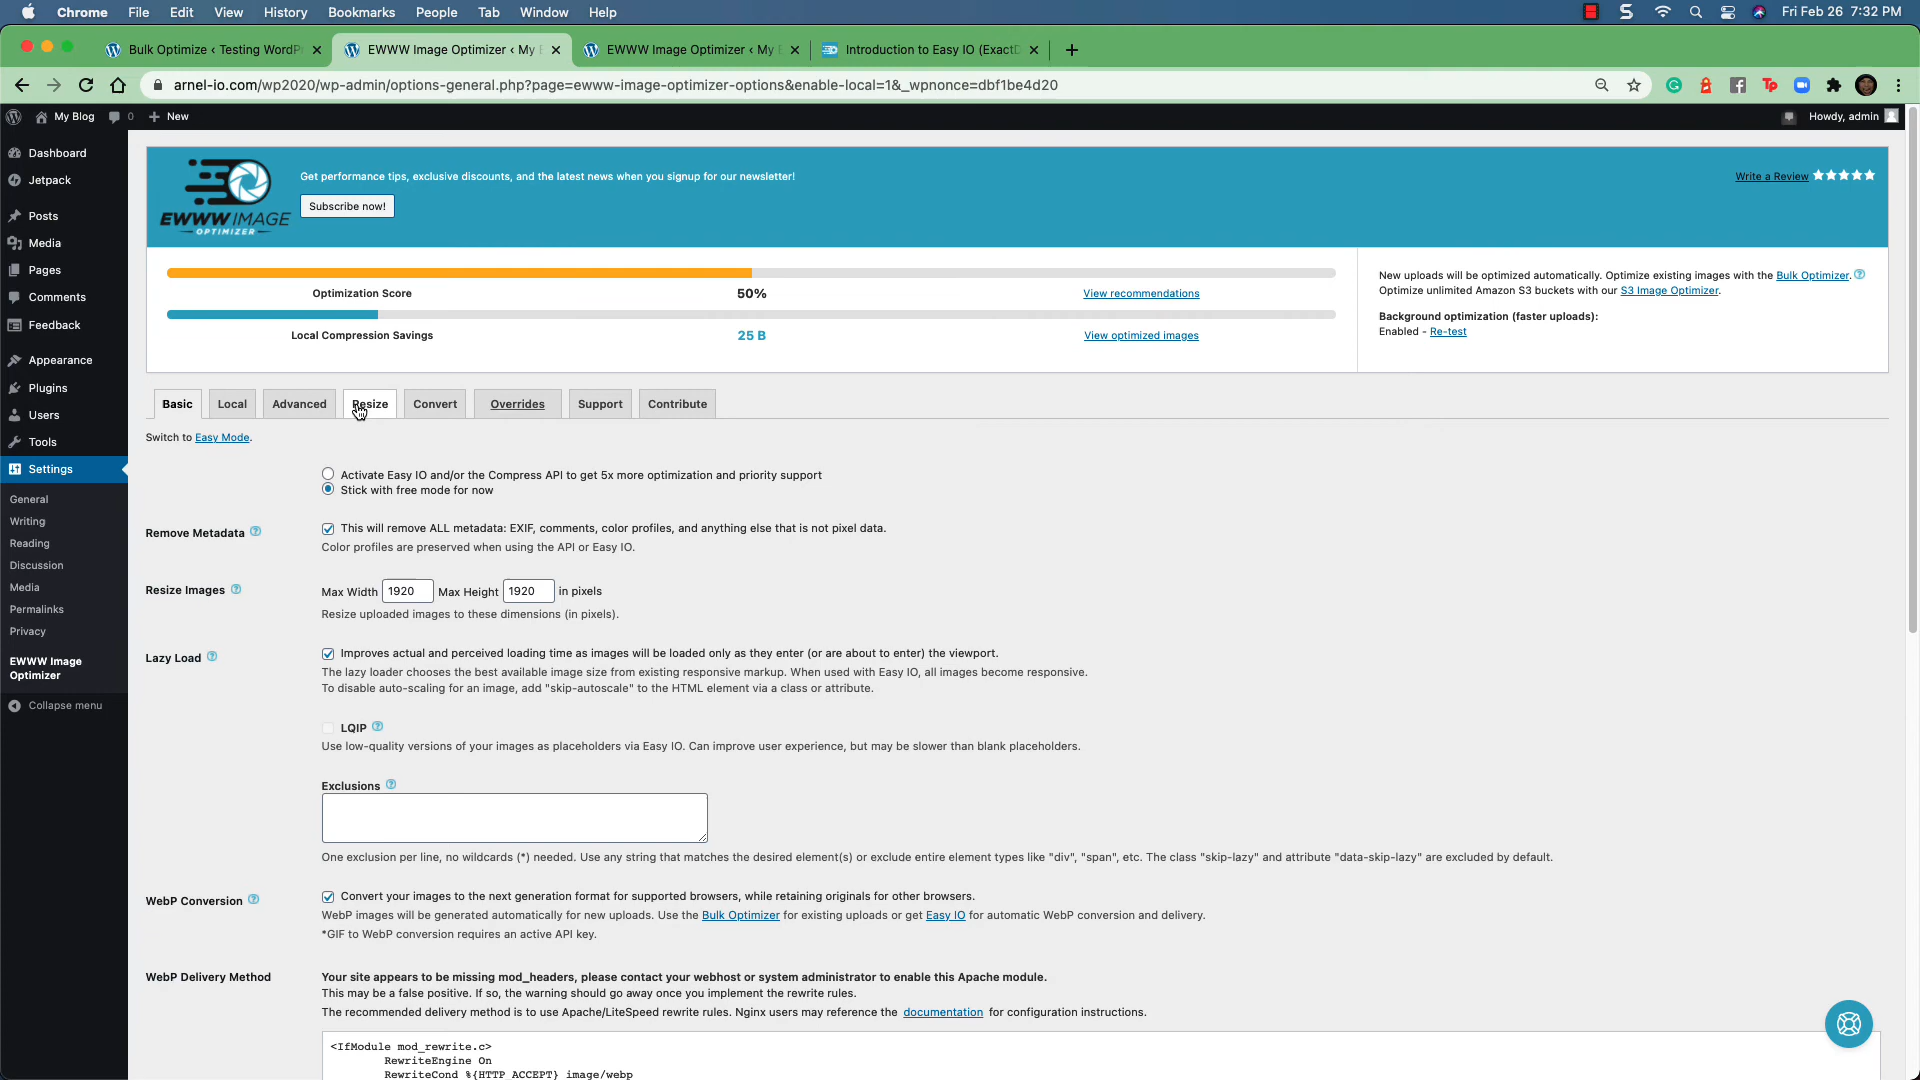 Chrome File Edit View History Bookmarks People Tab Window Help
Fri Feb 26 7:32 PM
Bulk Optimize ‹ Testing WordP
EWWW Image Optimizer ‹ My
EWWW Image Optimizer ‹ My
Introduction to Easy IO (Exact
arnel-io.com/wp2020/wp-admin/options-general.php?page=ewww-image-optimizer-options&enable-local=1&_wpnonce=dbf1be4d20
My Blog 0 New
Howdy, admin
Dashboard
Jetpack
Posts
Media
Pages
Comments
Feedback
Appearance
Plugins
Users
Tools
Settings
General
Writing
Reading
Discussion
Media
Permalinks
Privacy
EWWW Image
Optimizer
Collapse menu
EWWW IMAGE
OPTIMIZER
Get performance tips, exclusive discounts, and the latest news when you signup for our newsletter!
Subscribe now!
Write a Review
Optimization Score 50% View recommendations
Local Compression Savings 25 B View optimized images
New uploads will be optimized automatically. Optimize existing images with the Bulk Optimizer.
Optimize unlimited Amazon S3 buckets with our S3 Image Optimizer.
Background optimization (faster uploads):
Enabled - Re-test
Basic Local Advanced Resize Convert Overrides Support Contribute
Switch to Easy Mode.
Activate Easy IO and/or the Compress API to get 5x more optimization and priority support
Stick with free mode for now
Remove Metadata
This will remove ALL metadata: EXIF, comments, color profiles, and anything else that is not pixel data.
Color profiles are preserved when using the API or Easy IO.
Resize Images
Max Width 1920 Max Height 1920 in pixels
Resize uploaded images to these dimensions (in pixels).
Lazy Load
Improves actual and perceived loading time as images will be loaded only as they enter (or are about to enter) the viewport.
The lazy loader chooses the best available image size from existing responsive markup. When used with Easy IO, all images become responsive.
To disable auto-scaling for an image, add "skip-autoscale" to the HTML element via a class or attribute.
LQIP
Use low-quality versions of your images as placeholders via Easy IO. Can improve user experience, but may be slower than blank placeholders.
Exclusions
One exclusion per line, no wildcards (*) needed. Use any string that matches the desired element(s) or exclude entire element types like "div", "span", etc. The class "skip-lazy" and attribute "data-skip-lazy" are excluded by default.
WebP Conversion
Convert your images to the next generation format for supported browsers, while retaining originals for other browsers.
WebP images will be generated automatically for new uploads. Use the Bulk Optimizer for existing uploads or get Easy IO for automatic WebP conversion and delivery.
*GIF to WebP conversion requires an active API key.
WebP Delivery Method
Your site appears to be missing mod_headers, please contact your webhost or system administrator to enable this Apache module.
This may be a false positive. If so, the warning should go away once you implement the rewrite rules.
The recommended delivery method is to use Apache/LiteSpeed rewrite rules. Nginx users may reference the documentation for configuration instructions.
<IfModule mod_rewrite.c>
RewriteEngine On
RewriteCond %{HTTP_ACCEPT} image/webp